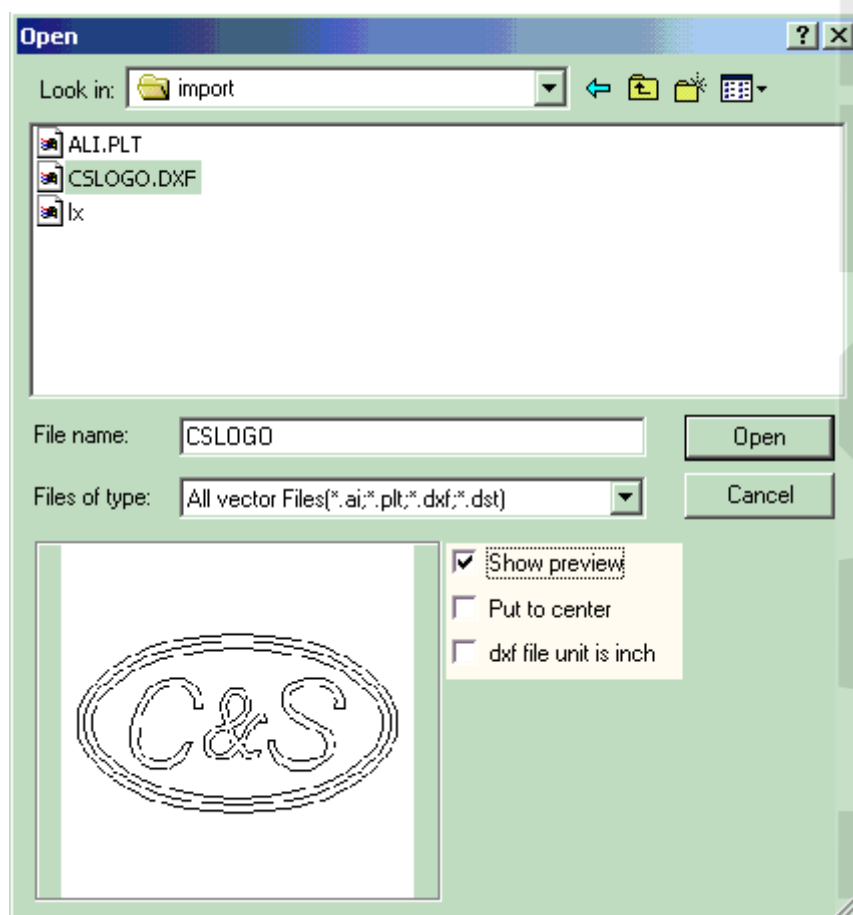 Open
Look in: import
ALI.PLT
CSLOGO.DXF
lx
File name: CSLOGO Open
Files of type: All vector Files(*.ai;*.plt;*.dxf;*.dst) Cancel
Show preview
Put to center
dxf file unit is inch
C&S